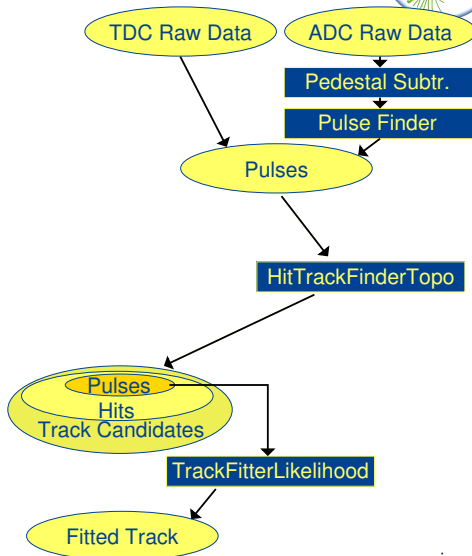 TDC Raw Data
ADC Raw Data
Pedestal Subtr.
Pulse Finder
Pulses
HitTrackFinderTopo
Pulses
Hits
Track Candidates
TrackFitterLikelihood
Fitted Track